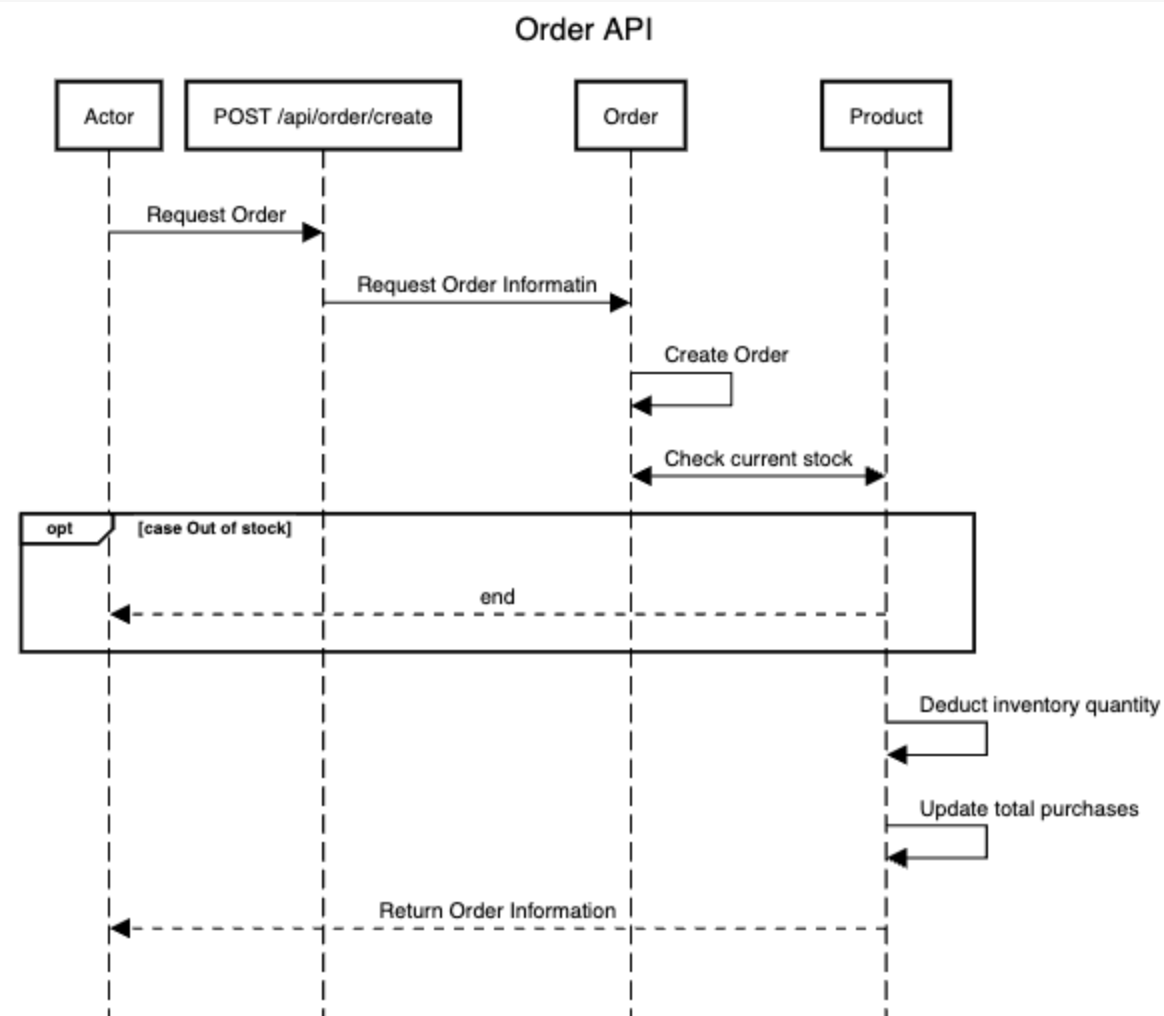 Order API
Actor
POST /api/order/create
Order
Product
Request Order
Request Order Informatin
Create Order
Check current stock
opt
[case Out of stock]
end
Deduct inventory quantity
Update total purchases
Return Order Information